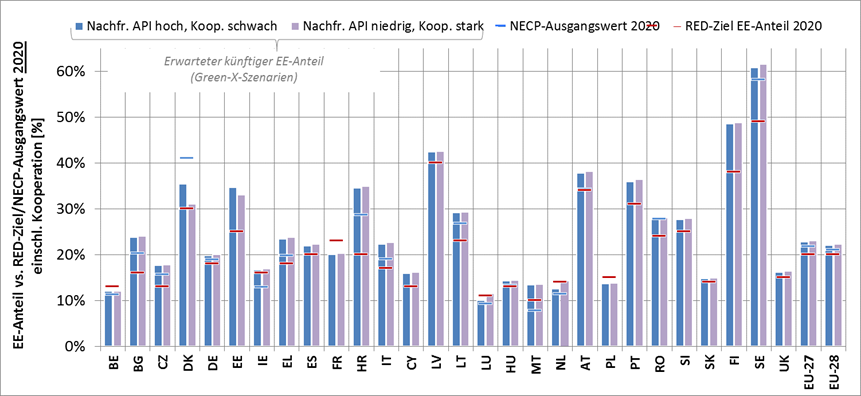 Nachfr. API hoch, Koop. schwach
Nachfr. API niedrig, Koop. stark
NECP-Ausgangswert 2020
RED-Ziel EE-Anteil 2020
Erwarteter künftiger EE-Anteil
(Green-X-Szenarien)
EE-Anteil vs. RED-Ziel/NECP-Ausgangswert 2020
einschl. Kooperation [%]
60%
50%
40%
30%
20%
10%
0%
BE
BG
CZ
DK
DE
EE
IE
EL
ES
FR
HR
IT
CY
LV
LT
LU
HU
MT
NL
AT
PL
PT
RO
SI
SK
FI
SE
UK
EU-27
EU-28